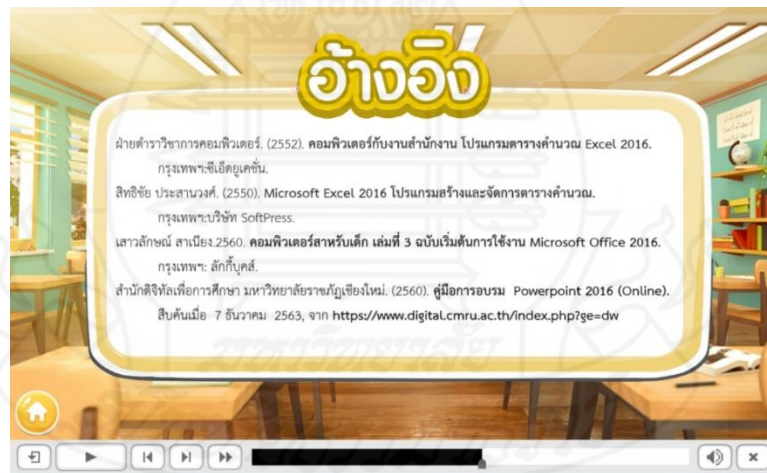 อ้างอิง
ฝ่ายตำราวิชาการคอมพิวเตอร์. (2552). คอมพิวเตอร์กับงานสำนักงาน โปรแกรมตารางคำนวณ Excel 2016.
กรุงเทพฯ:ซีเอ็ดยูเคชั่น.
สิทธิชัย ประสานวงศ์. (2550). Microsoft Excel 2016 โปรแกรมสร้างและจัดการตารางคำนวณ.
กรุงเทพฯ:บริษัท SoftPress.
เสาวลักษณ์ สาเนียง.2560. คอมพิวเตอร์สาหรับเด็ก เล่มที่ 3 ฉบับเริ่มต้นการใช้งาน Microsoft Office 2016.
กรุงเทพฯ: ลักกี้บุคส์.
สำนักดิจิทัลเพื่อการศึกษา มหาวิทยาลัยราชภัฏเชียงใหม่. (2560). คู่มือการอบรม Powerpoint 2016 (Online).
สืบค้นเมื่อ 7 ธันวาคม 2563, จาก https://www.digital.cmru.ac.th/index.php?ge=dw